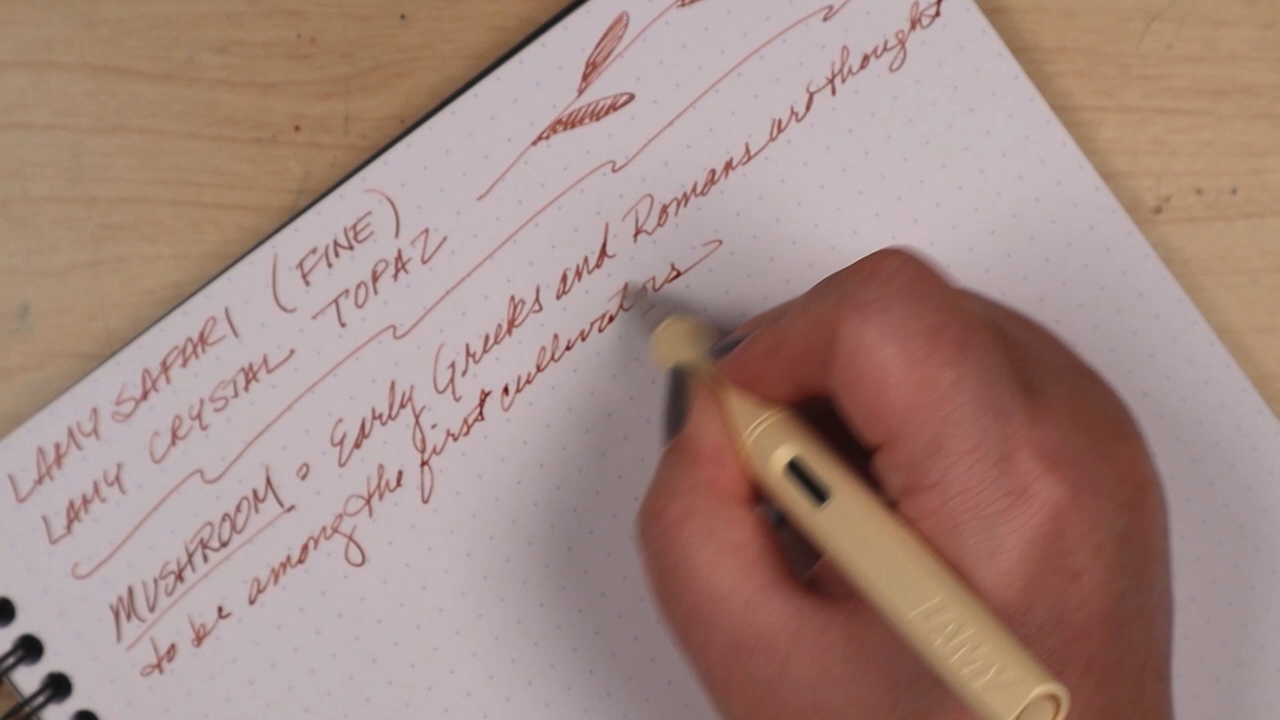 LAMY SAFARI (FINE)
LAMY CRYSTAL TOPAZ
MUSHROOM: Early Greeks and Romans are thought
to be among the first cultivators
LAMY